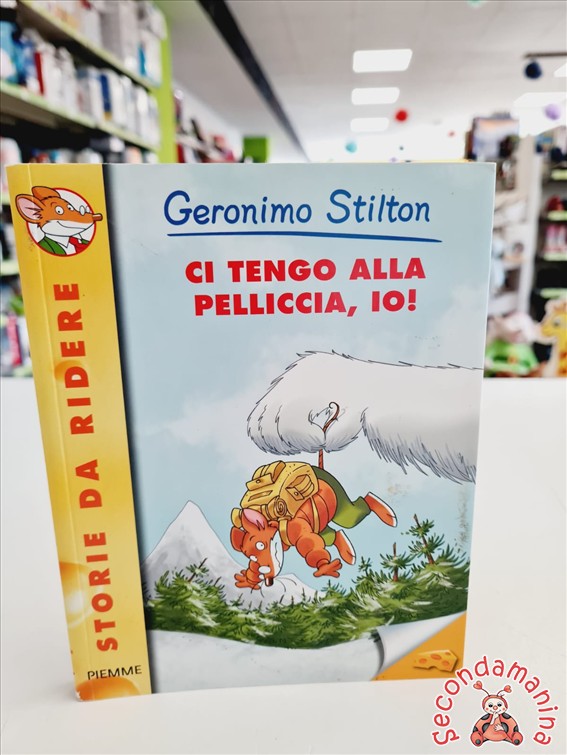 Geronimo Stilton
CI TENGO ALLA
PELLICCIA, IO!
STORIE DA RIDERE
PIEMME
Secondamanina